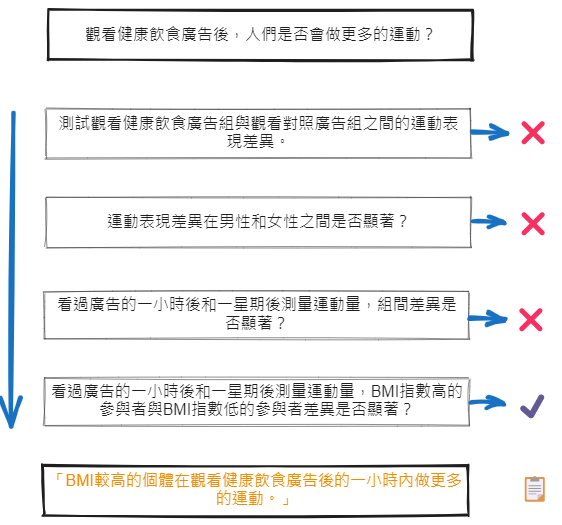 觀看健康飲食廣告後，人們是否會做更多的運動？
測試觀看健康飲食廣告組與觀看對照廣告組之間的運動表
現差異。
運動表現差異在男性和女性之間是否顯著？
看過廣告的一小時後和一星期後測量運動量，組間差異是
否顯著？
看過廣告的一小時後和一星期後測量運動量，BMI指數高的
參與者與BMI指數低的參與者差異是否顯著？
「BMI較高的個體在觀看健康飲食廣告後的一小時內做更多
的運動。」